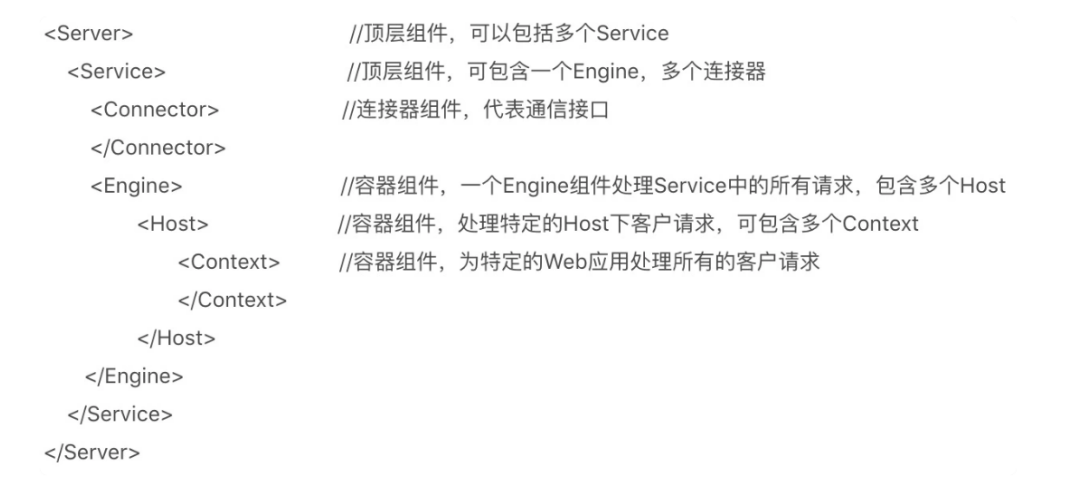 <Server> //顶层组件，可以包括多个Service
<Service> //顶层组件，可包含一个Engine，多个连接器
<Connector> //连接器组件，代表通信接口
</Connector>
<Engine> //容器组件，一个Engine组件处理Service中的所有请求，包含多个Host
<Host> //容器组件，处理特定的Host下客户请求，可包含多个Context
<Context> //容器组件，为特定的Web应用处理所有的客户请求
</Context>
</Host>
</Engine>
</Service>
</Server>